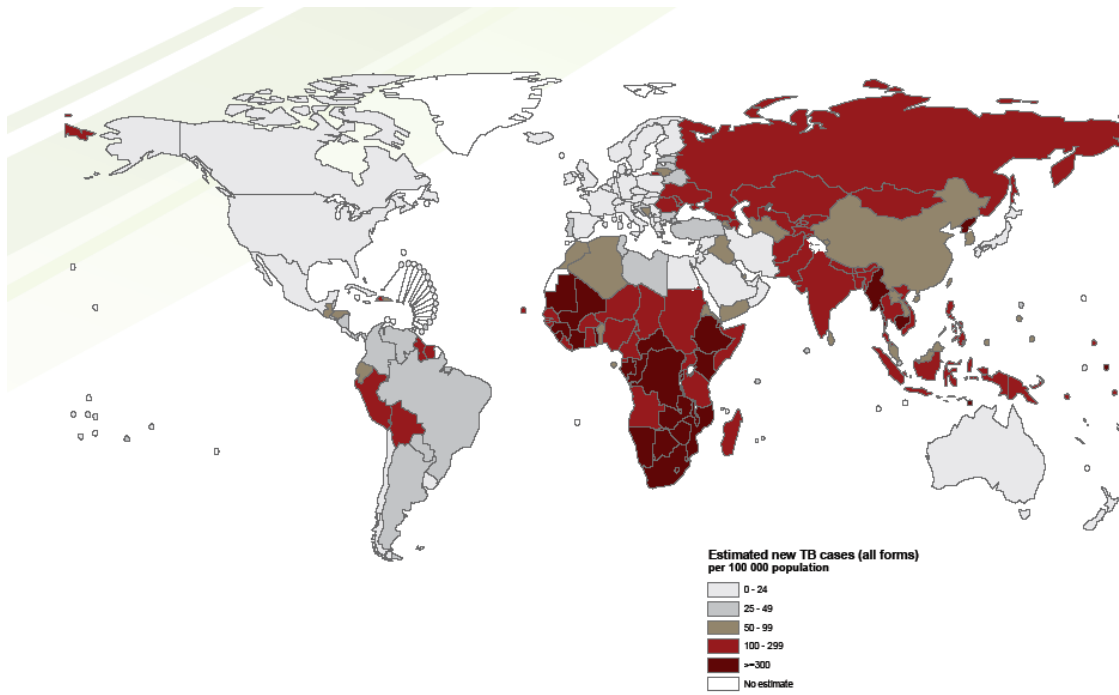 Estimated new TB cases (all forms)
per 100 000 population
0 - 24
25 - 49
50 - 99
100 - 299
>=300
No estimate